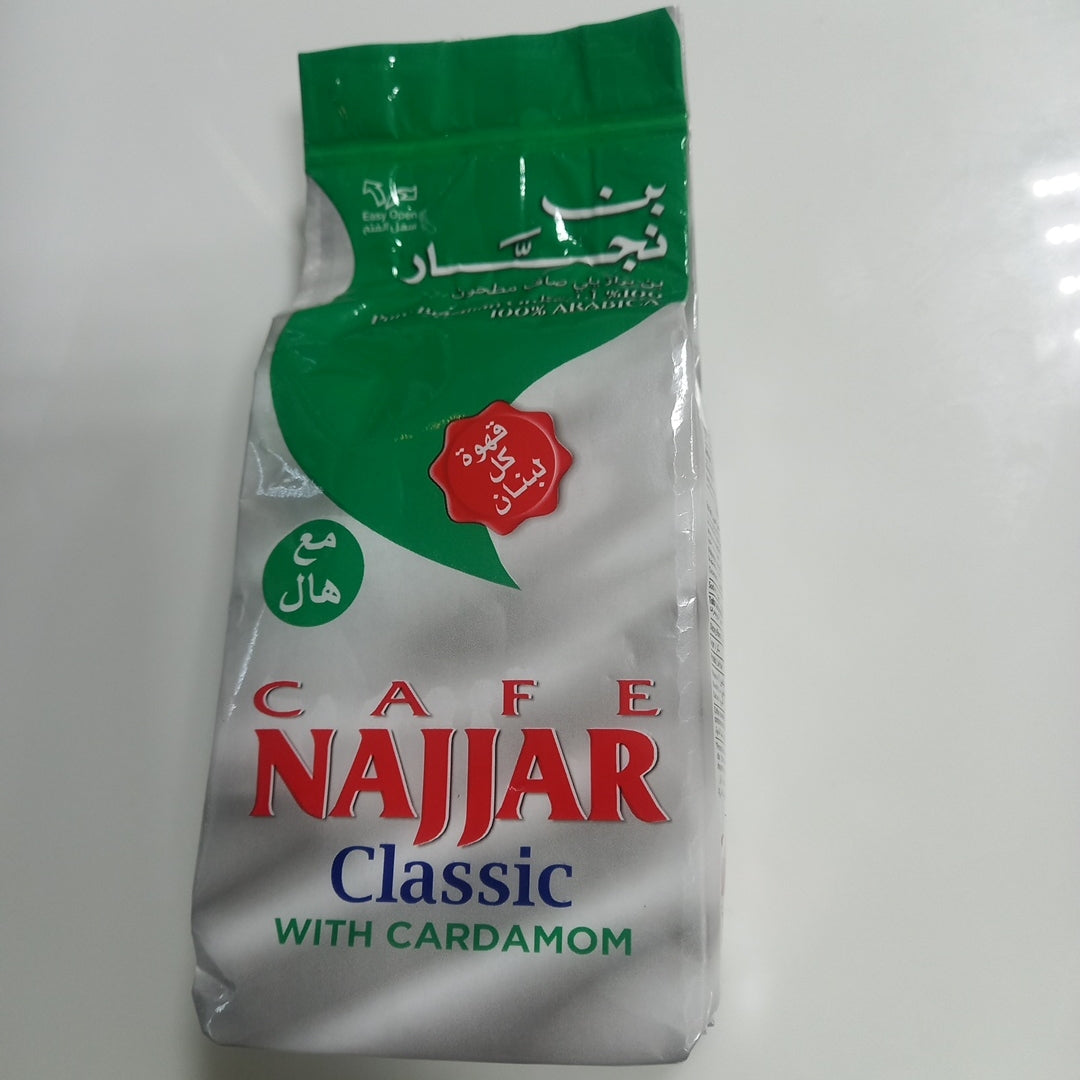 Easy Open
سهل الفتح
بن
نجّار
بن برازيلي صاف مطحون
100% ARABICA
قهوة
كل
لبنان
مع
هال
CAFE
NAJJAR
Classic
WITH CARDAMOM